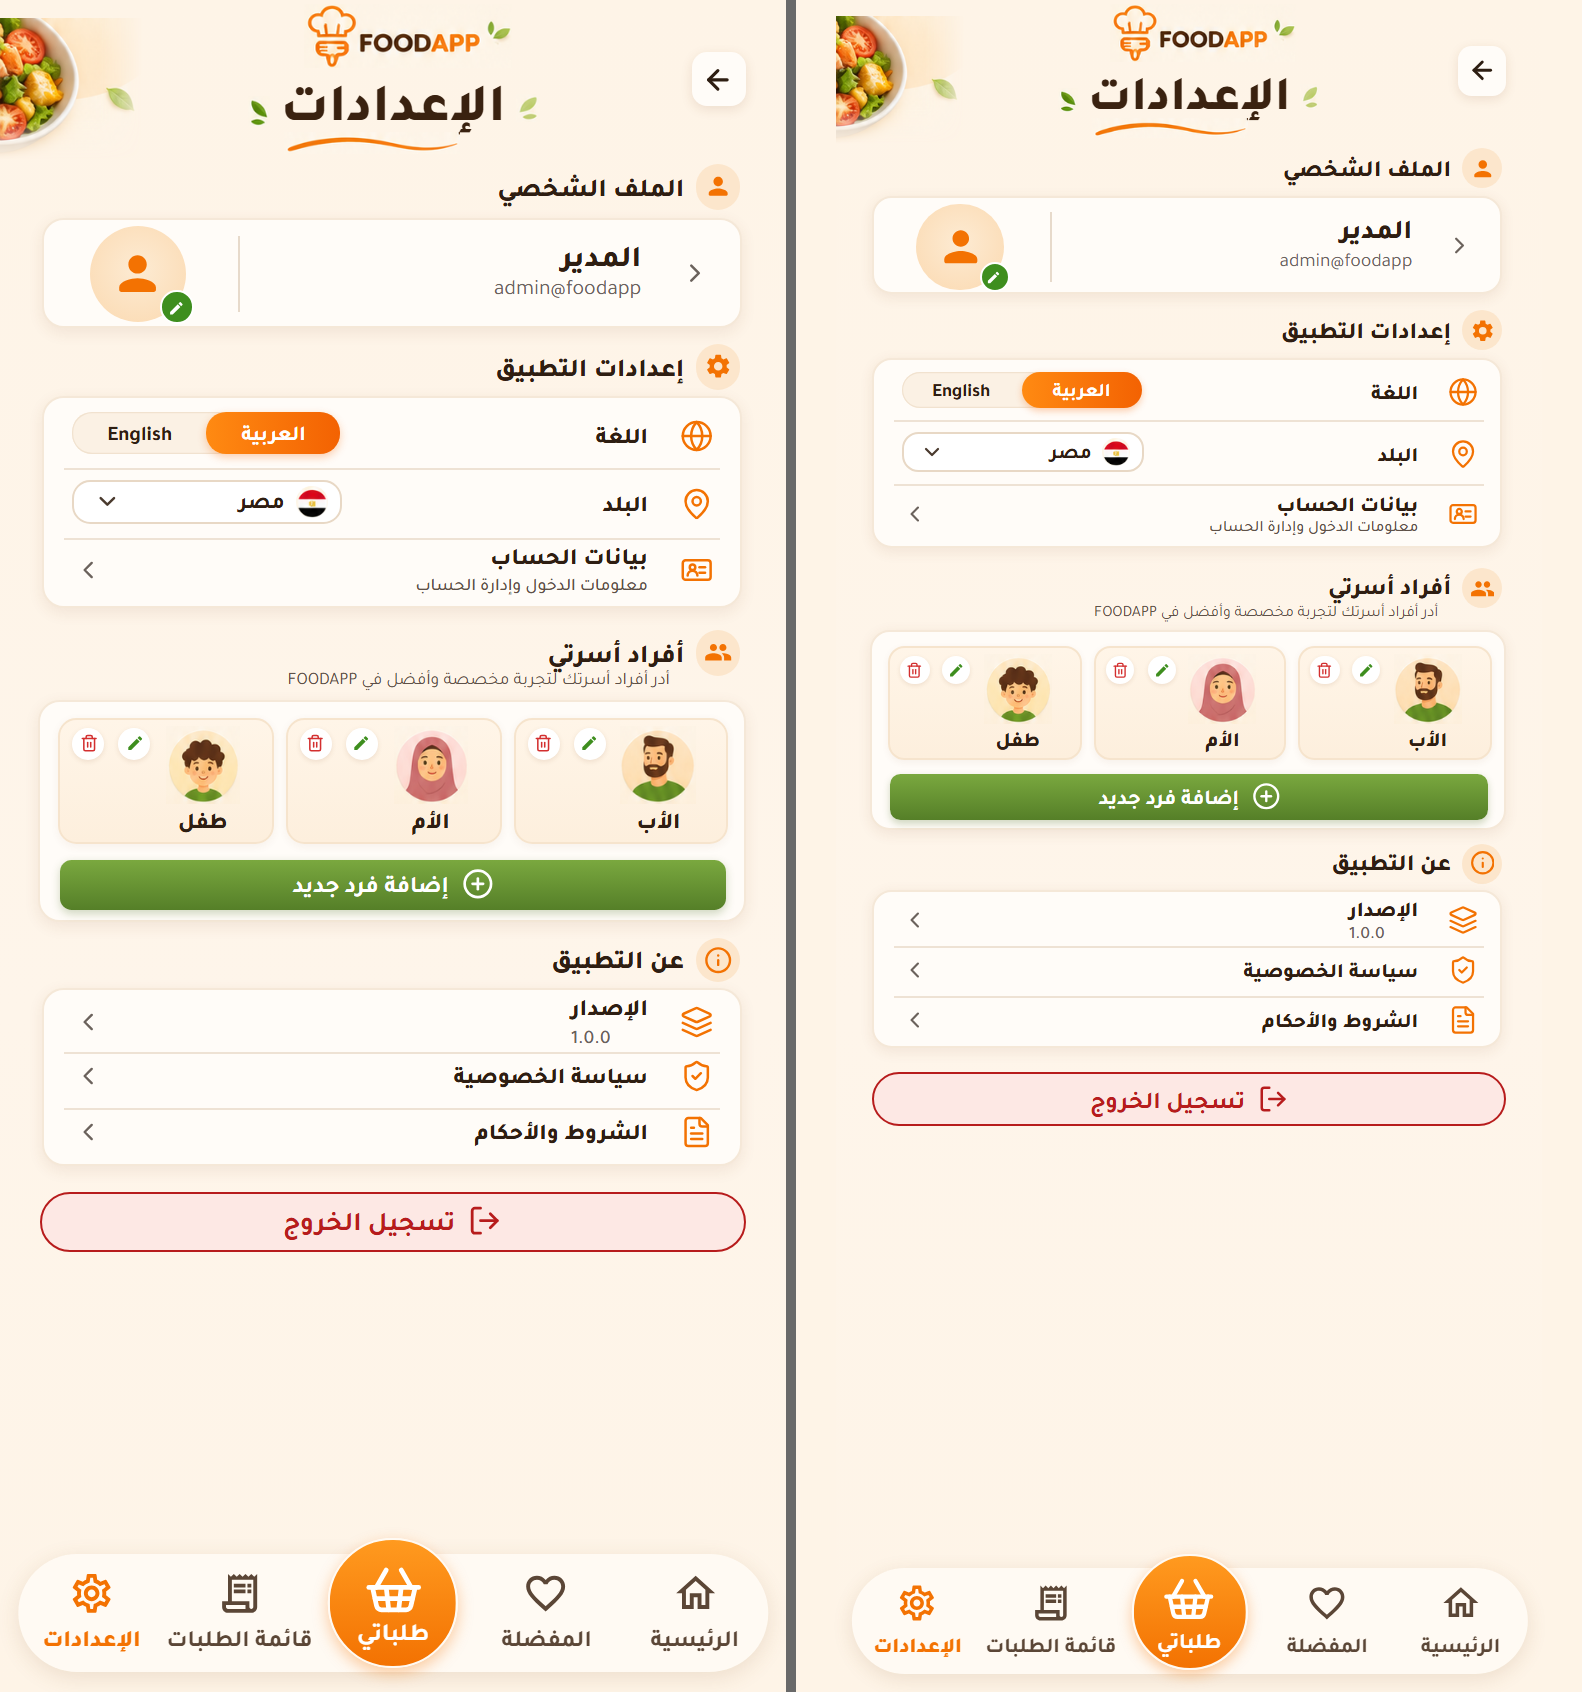 FOODAPP
الإعدادات
الملف الشخصي
المدير
admin@foodapp
إعدادات التطبيق
اللغة
العربية
English
البلد
مصر
بيانات الحساب
معلومات الدخول وإدارة الحساب
أفراد أسرتي
أدر أفراد أسرتك لتجربة مخصصة وأفضل في FOODAPP
الأب
الأم
طفل
إضافة فرد جديد
عن التطبيق
الإصدار
1.0.0
سياسة الخصوصية
الشروط والأحكام
تسجيل الخروج
الرئيسية
المفضلة
طلباتي
قائمة الطلبات
الإعدادات
FOODAPP
الإعدادات
الملف الشخصي
المدير
admin@foodapp
إعدادات التطبيق
اللغة
العربية
English
البلد
مصر
بيانات الحساب
معلومات الدخول وإدارة الحساب
أفراد أسرتي
أدر أفراد أسرتك لتجربة مخصصة وأفضل في FOODAPP
الأب
الأم
طفل
إضافة فرد جديد
عن التطبيق
الإصدار
1.0.0
سياسة الخصوصية
الشروط والأحكام
تسجيل الخروج
الرئيسية
المفضلة
طلباتي
قائمة الطلبات
الإعدادات